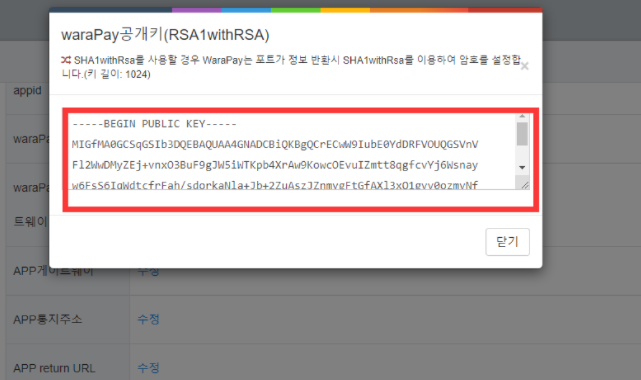 waraPay공개키(RSA1withRSA)
SHA1withRsa를 사용할 경우 WaraPay는 포트가 정보 반환시 SHA1withRsa를 이용하여 암호를 설정합
니다.(키 길이: 1024)
×
appid
-----BEGIN PUBLIC KEY-----
MIGfMA0GCSqGSIb3DQEBAQUAA4GNADCBiQKBgQCrECwW9IubE0YdDRFVOUQGSVnV
Fl2WwDMyZEj+vnxO3BuF9gJW5iWTKpb4XrAw9KowcOEvuIZmtt8qgfcvYj6Wsnay
waraPa
waraPa
트웨이
닫기
APP게이트웨이
수정
APP통지주소
수정
APP return URL
수정